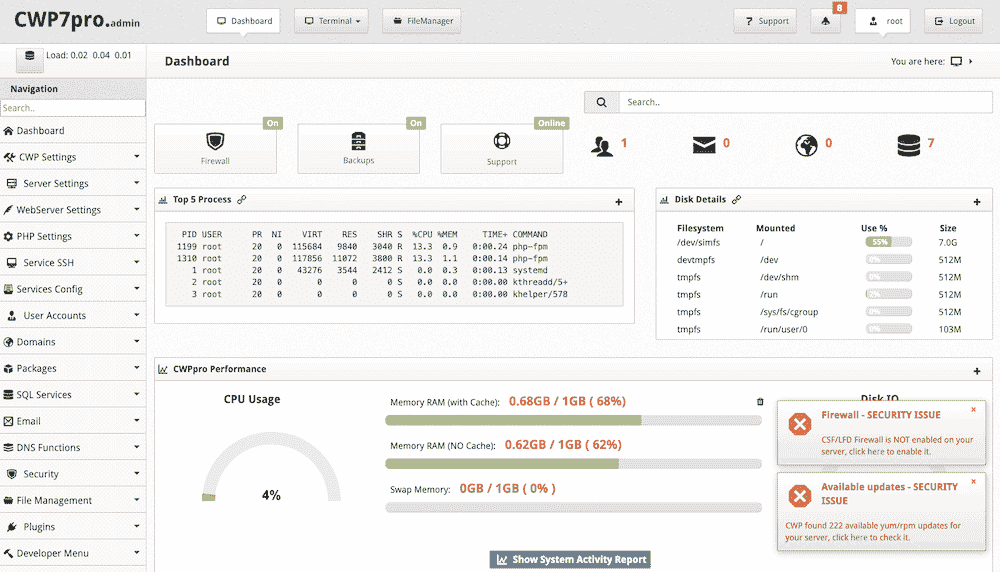 CWP7pro.admin
Dashboard
Terminal
FileManager
? Support
8
root
Logout
Load: 0.02 0.04 0.01
Dashboard
You are here:
Navigation
Search..
Search..
Dashboard
CWP Settings
Server Settings
WebServer Settings
PHP Settings
Service SSH
Services Config
User Accounts
Domains
Packages
SQL Services
Email
DNS Functions
Security
File Management
Plugins
Developer Menu
On
Firewall
On
Backups
Online
Support
1
0
0
7
Top 5 Process
PID USER PR NI VIRT RES SHR S %CPU %MEM TIME+ COMMAND
1199 root 20 0 115684 9840 3040 R 13.3 0.9 0:00.24 php-fpm
1310 root 20 0 117856 11072 3800 R 13.3 1.1 0:00.14 php-fpm
1 root 20 0 43276 3544 2412 S 0.0 0.3 0:00.13 systemd
2 root 20 0 0 0 0 S 0.0 0.0 0:00.00 kthreadd/5+
3 root 20 0 0 0 0 S 0.0 0.0 0:00.00 khelper/578
Disk Details
Filesystem Mounted Use % Size
/dev/simfs / 55% 7.0G
devtmpfs /dev 0% 512M
tmpfs /dev/shm 0% 512M
tmpfs /run 512M
tmpfs /sys/fs/cgroup 0% 512M
tmpfs /run/user/0 0% 103M
CWPpro Performance
CPU Usage
4%
Memory RAM (with Cache): 0.68GB / 1GB ( 68%)
Memory RAM (NO Cache): 0.62GB / 1GB ( 62%)
Swap Memory: 0GB / 1GB ( 0% )
Show System Activity Report
Disk IO
Firewall - SECURITY ISSUE
CSF/LFD Firewall is NOT enabled on your
server, click here to enable it.
Available updates - SECURITY
ISSUE
CWP found 222 available yum/rpm updates for
your server, click here to check it.